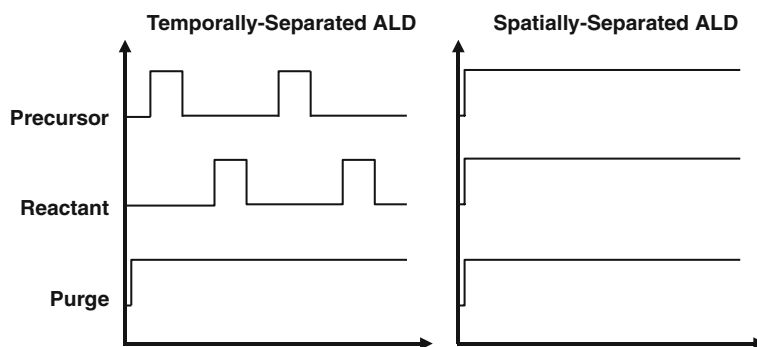 Temporally-Separated ALD
Spatially-Separated ALD
Precursor
Reactant
Purge